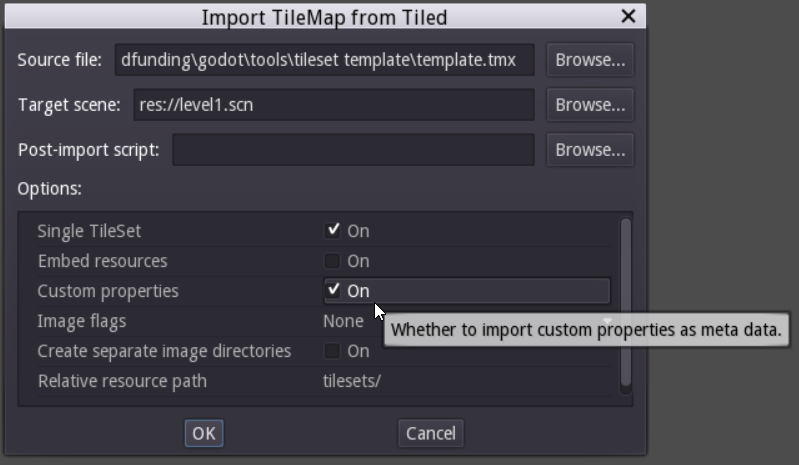 Import TileMap from Tiled
Source file: dfunding\godot\tools\tileset template\template.tmx Browse...
Target scene: res://level1.scn Browse...
Post-import script: Browse...
Options:
Single TileSet On
Embed resources On
Custom properties On
Image flags None
Whether to import custom properties as meta data.
Create separate image directories On
Relative resource path tilesets/
OK Cancel